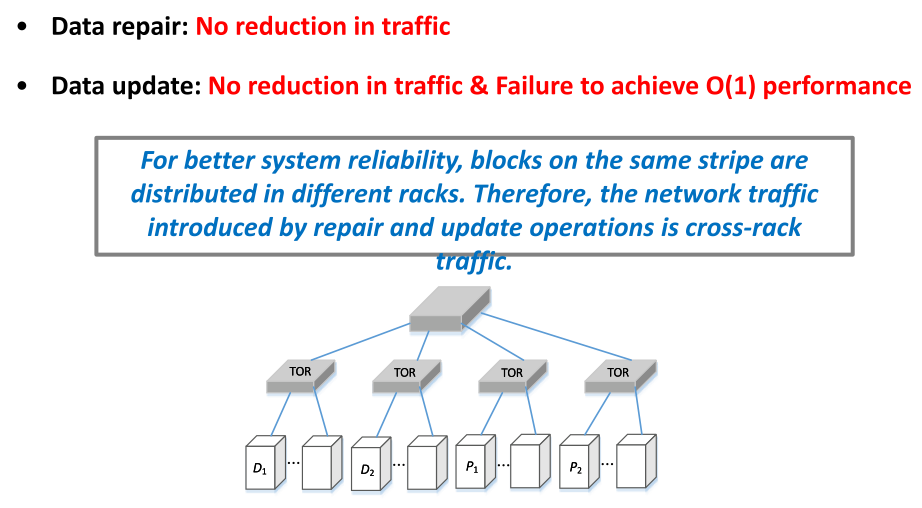 • Data repair: No reduction in traffic
• Data update: No reduction in traffic & Failure to achieve O(1) performance
For better system reliability, blocks on the same stripe are
distributed in different racks. Therefore, the network traffic
introduced by repair and update operations is cross-rack
traffic.
TOR TOR TOR TOR
D1 ... D2 ... P1 ... P2 ...